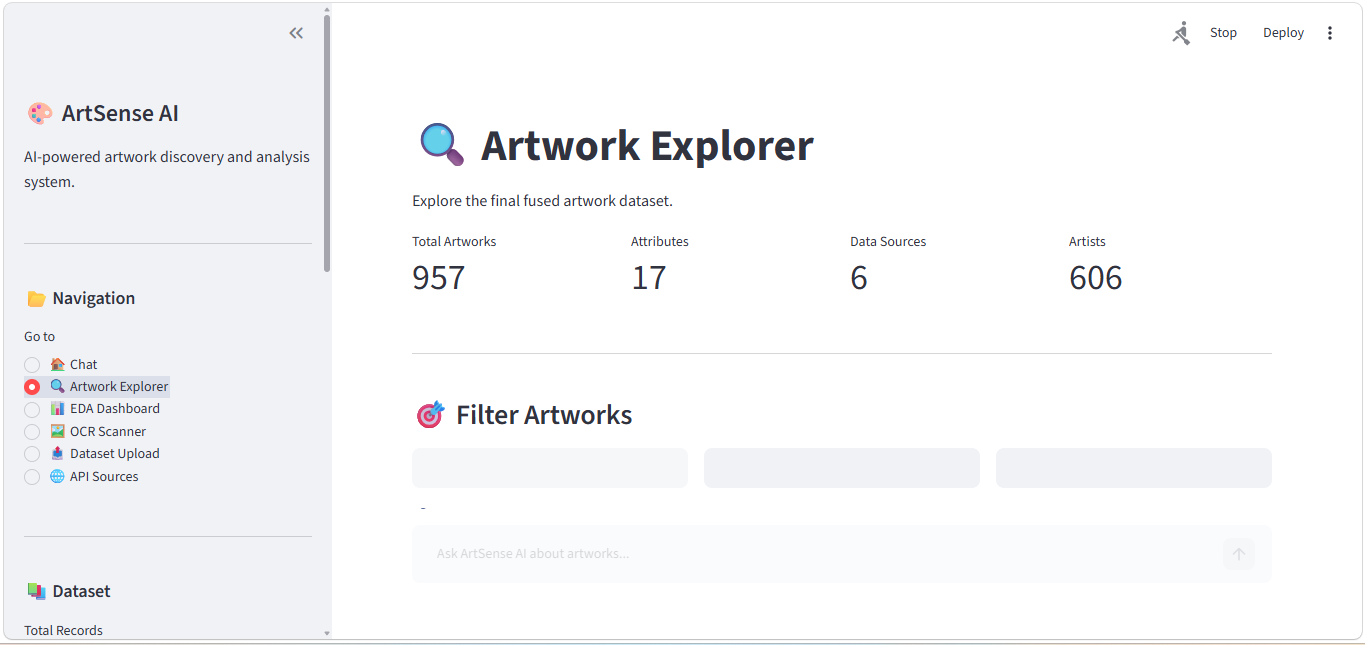 Stop
Deploy
ArtSense AI
AI-powered artwork discovery and analysis
system.
Navigation
Go to
Chat
Artwork Explorer
EDA Dashboard
OCR Scanner
Dataset Upload
API Sources
Dataset
Total Records
Artwork Explorer
Explore the final fused artwork dataset.
Total Artworks
957
Attributes
17
Data Sources
6
Artists
606
Filter Artworks
-
Ask ArtSense AI about artworks...